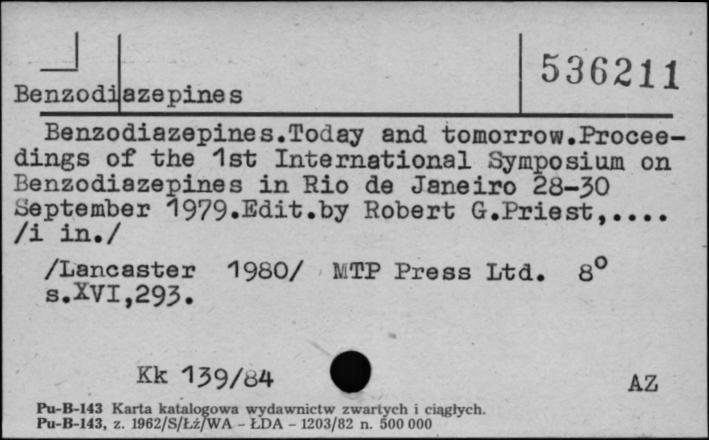 536211
Benzodiazepines
Benzodiazepines.Today and tomorrow.Procee-
dings of the 1st International Symposium on
Benzodiazepines in Rio de Janeiro 28-30
September 1979.Edit.by Robert G.Priest,....
/i in./
/Lancaster 1980/ MTP Press Ltd. 8°
s.XVI,293.
Kk 139/84
AZ
Pu-B-143 Karta katalogowa wydawnictw zwartych i ciągłych.
Pu-B-143, z. 1962/S/Łź/WA - ŁDA - 1203/82 n. 500 000